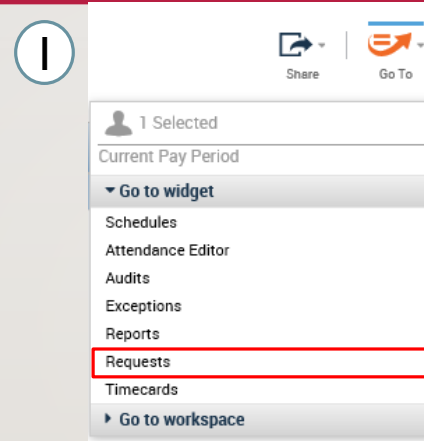 1
Share Go To
1 Selected
Current Pay Period
Go to widget
Schedules
Attendance Editor
Audits
Exceptions
Reports
Requests
Timecards
Go to workspace